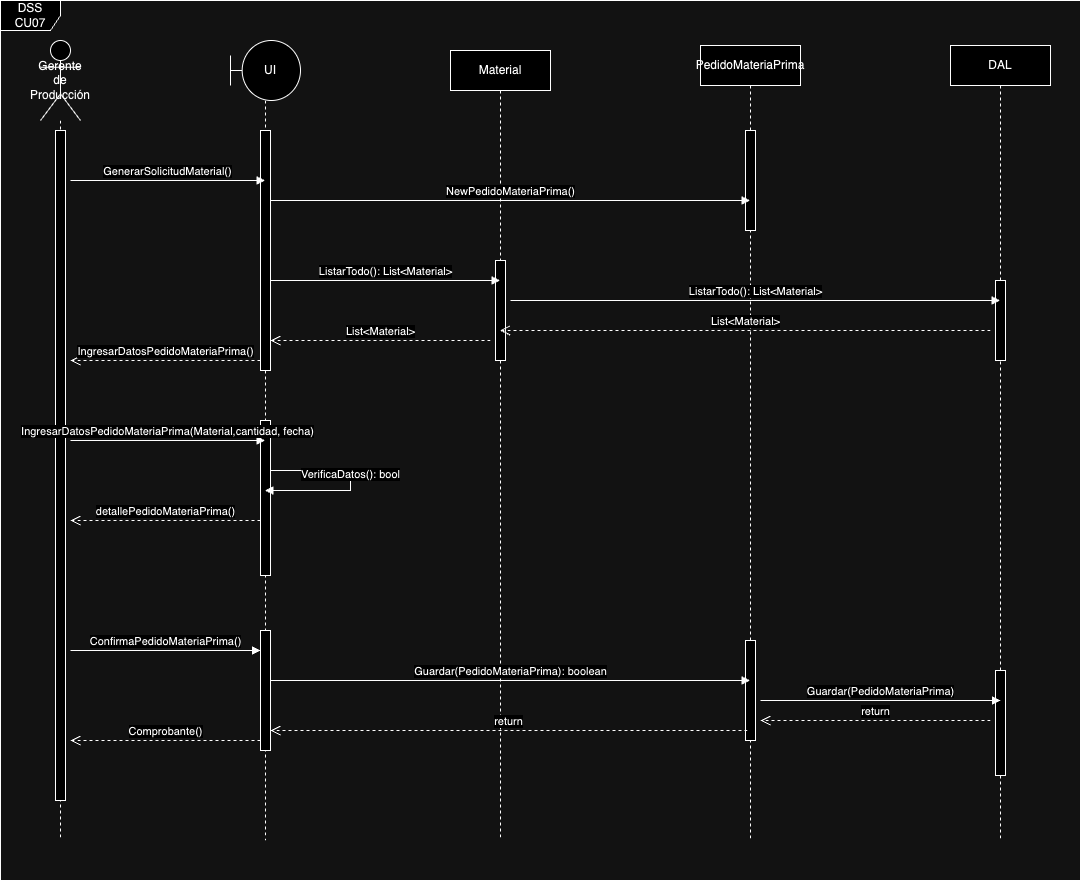 DSS
CU07
Gerente
de
Producción
UI
Material
PedidoMateriaPrima
DAL
GenerarSolicitudMaterial()
NewPedidoMateriaPrima()
ListarTodo(): List<Material>
ListarTodo(): List<Material>
List<Material>
List<Material>
IngresarDatosPedidoMateriaPrima()
IngresarDatosPedidoMateriaPrima(Material,cantidad, fecha)
VerificaDatos(): bool
detallePedidoMateriaPrima()
ConfirmaPedidoMateriaPrima()
Guardar(PedidoMateriaPrima): boolean
Guardar(PedidoMateriaPrima)
return
return
Comprobante()